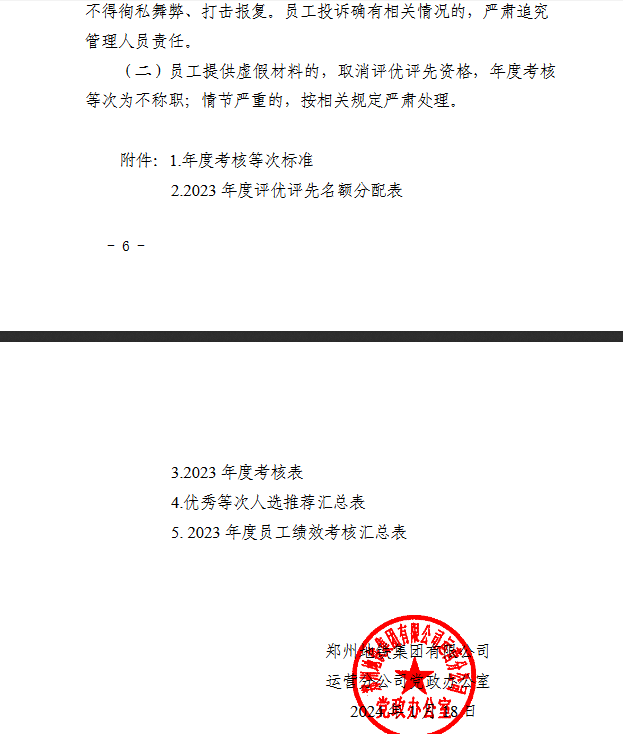 不得徇私舞弊、打击报复。员工投诉确有相关情况的，严肃追究
管理人员责任。
（二）员工提供虚假材料的，取消评优评先资格，年度考核
等次为不称职；情节严重的，按相关规定严肃处理。
附件：1.年度考核等次标准
2.2023 年度评优评先名额分配表
- 6 -
3.2023 年度考核表
4.优秀等次人选推荐汇总表
5. 2023 年度员工绩效考核汇总表
郑州地铁集团有限公司
运营分公司党政办公室
2024 年 1 月 18 日
郑州地铁集团有限公司运营分公司
党政办公室